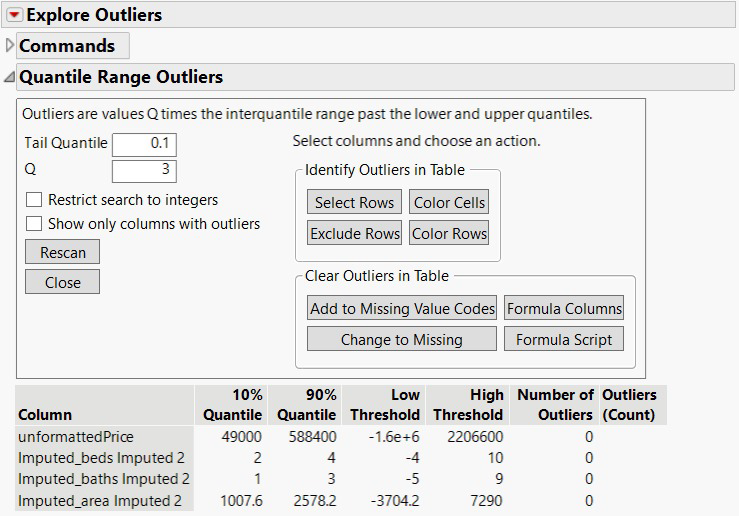 Explore Outliers
Commands
Quantile Range Outliers
Outliers are values Q times the interquantile range past the lower and upper quantiles.
Tail Quantile 0.1
Select columns and choose an action.
Q 3
Identify Outliers in Table
Restrict search to integers
Select Rows Color Cells
Show only columns with outliers
Exclude Rows Color Rows
Rescan
Close
Clear Outliers in Table
Add to Missing Value Codes Formula Columns
Change to Missing Formula Script
10% 90% Low High Number of Outliers
Column Quantile Quantile Threshold Threshold Outliers (Count)
unformattedPrice 49000 588400 -1.6e+6 2206600 0
Imputed_beds Imputed 2 2 4 -4 10 0
Imputed_baths Imputed 2 1 3 -5 9 0
Imputed_area Imputed 2 1007.6 2578.2 -3704.2 7290 0